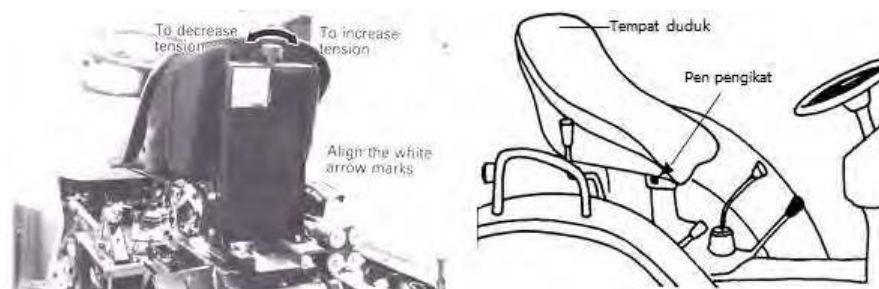 To decrease
tension
To increase
tension
Align the white
arrow marks
Tempat duduk
Pen pengikat